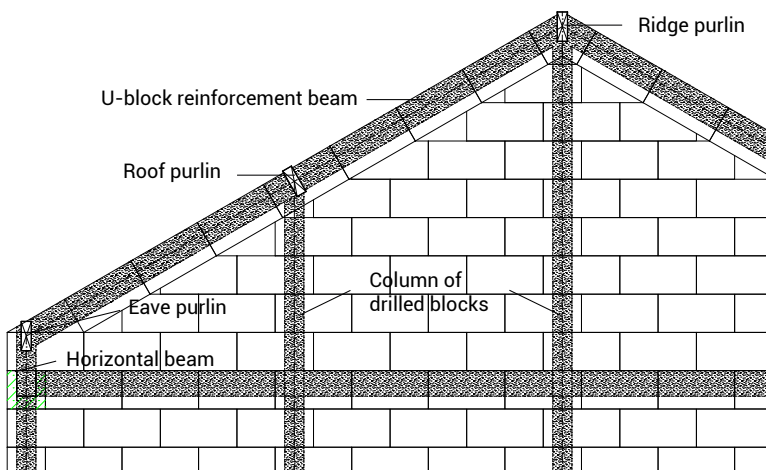 Ridge purlin
U-block reinforcement beam
Roof purlin
Column of
drilled blocks
Eave purlin
Horizontal beam